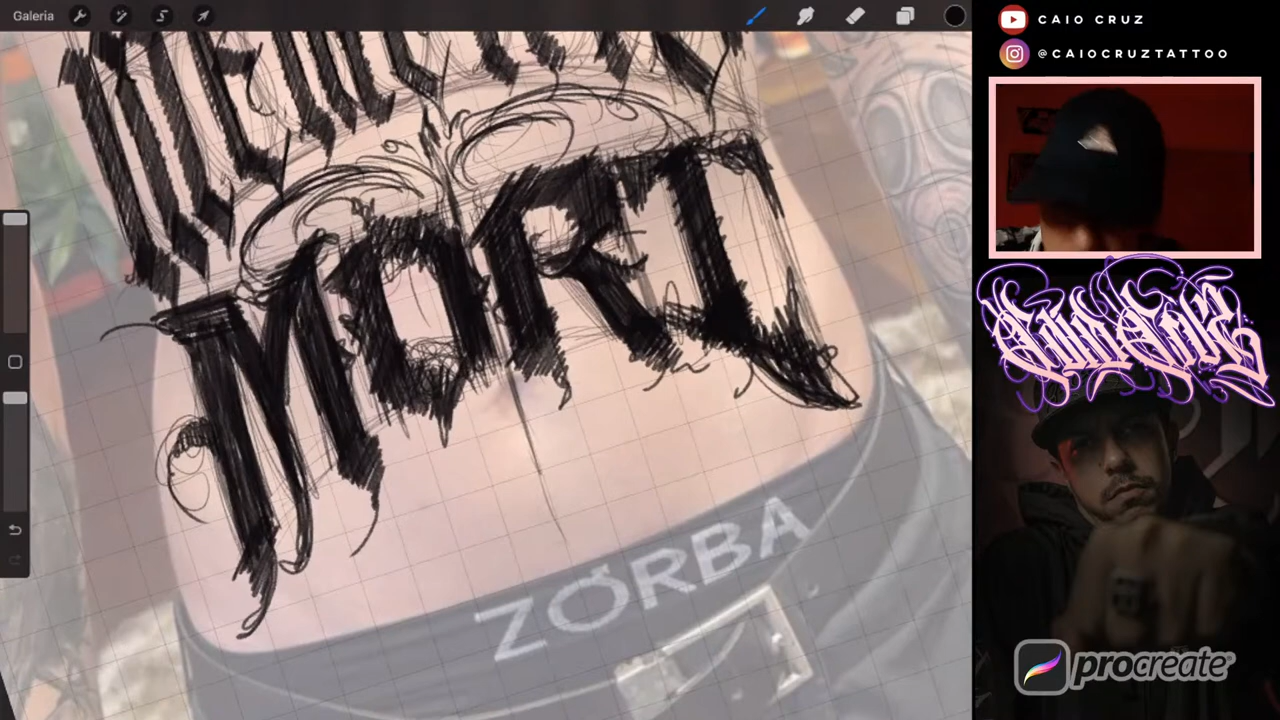 Galeria
CAIO CRUZ
@CAIOCRUZTATTOO
MORI
ZORBA
procreate